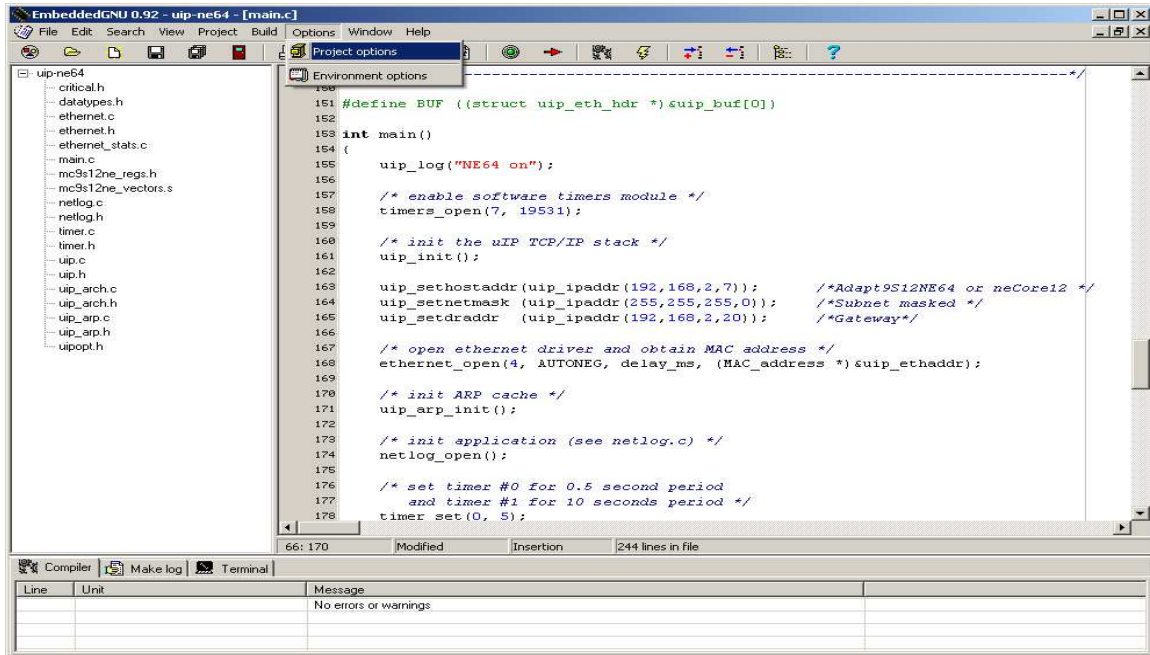 EmbeddedGNU 0.92 - uip-ne64 - [main.c]
File Edit Search View Project Build Options Window Help
Project options
Environment options
uip-ne64
critical.h
datatypes.h
ethernet.c
ethernet.h
ethernet_stats.c
main.c
mc9s12ne_regs.h
mc9s12ne_vectors.s
netlog.c
netlog.h
timer.c
timer.h
uip.c
uip.h
uip_arch.c
uip_arch.h
uip_arp.c
uip_arp.h
uipopt.h
-----------------------------------------------------------------------*/
150
151 #define BUF ((struct uip_eth_hdr *)&uip_buf[0])
152
153 int main()
154 {
155 uip_log("NE64 on");
156
157 /* enable software timers module */
158 timers_open(7, 19531);
159
160 /* init the uIP TCP/IP stack */
161 uip_init();
162
163 uip_sethostaddr(uip_ipaddr(192,168,2,7)); /*Adapt9S12NE64 or neCore12 */
164 uip_setnetmask (uip_ipaddr(255,255,255,0)); /*Subnet masked */
165 uip_setdraddr (uip_ipaddr(192,168,2,20)); /*Gateway*/
166
167 /* open ethernet driver and obtain MAC address */
168 ethernet_open(4, AUTONEG, delay_ms, (MAC_address *)&uip_ethaddr);
169
170 /* init ARP cache */
171 uip_arp_init();
172
173 /* init application (see netlog.c) */
174 netlog_open();
175
176 /* set timer #0 for 0.5 second period
177 and timer #1 for 10 seconds period */
178 timer_set(0, 5);
66: 170 Modified Insertion 244 lines in file
Compiler Make log Terminal
Line Unit Message
No errors or warnings